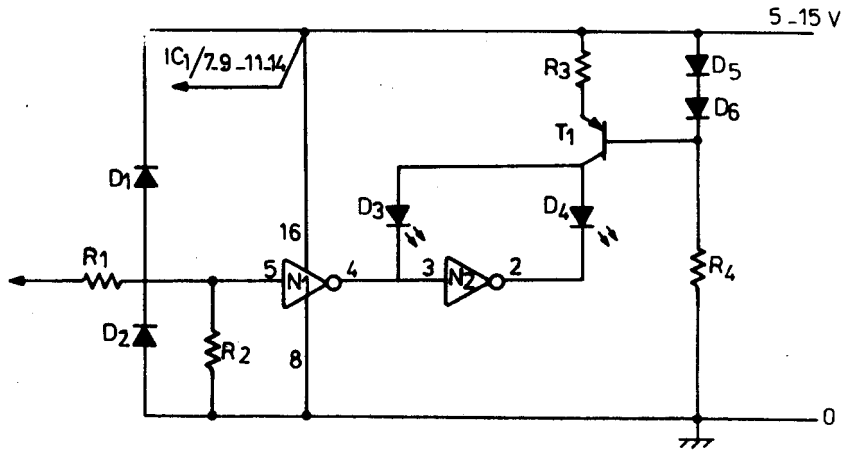 5-15 V
IC1/7-9-11-14
R3
D5
D6
T1
D1
D3
D4
16
R1
5
N1
4
3
N2
2
R4
D2
R2
8
0